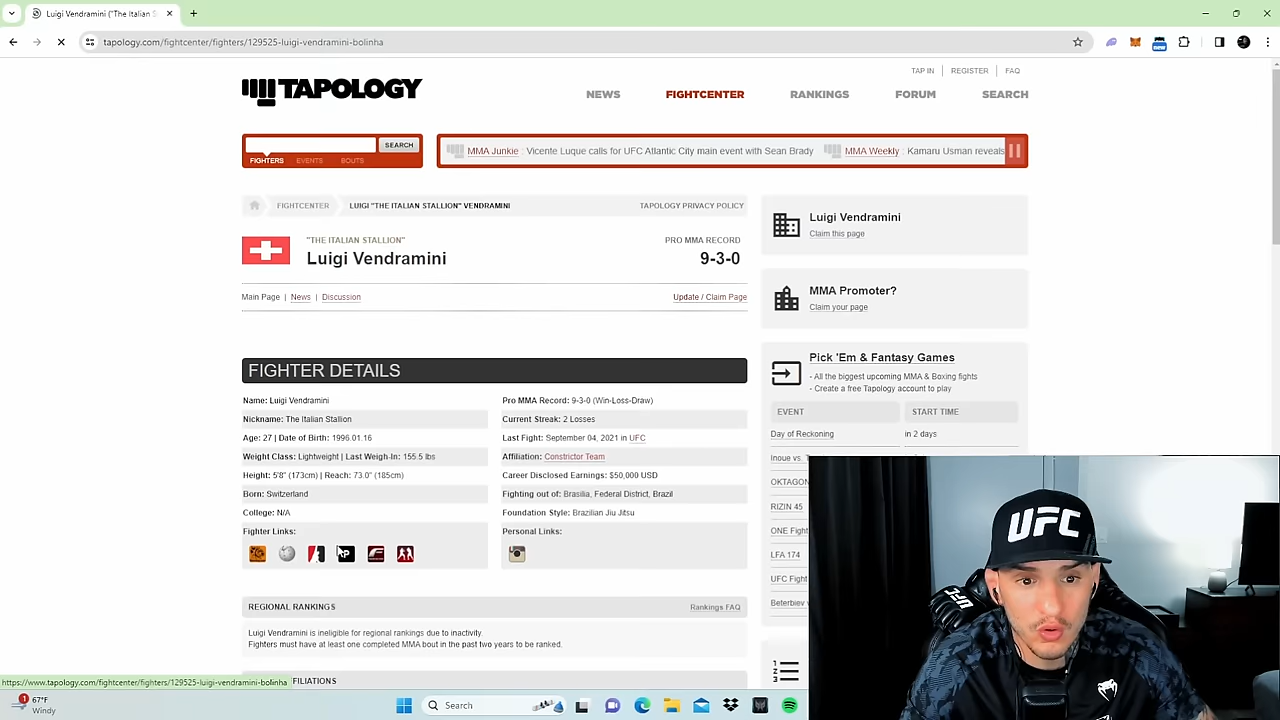 Luigi Vendramini ("The Italian S
tapology.com/fightcenter/fighters/129525-luigi-vendramini-bolinha
new
TAP IN
REGISTER
FAQ
TAPOLOGY
NEWS
FIGHTCENTER
RANKINGS
FORUM
SEARCH
SEARCH
FIGHTERS
EVENTS
BOUTS
MMA Junkie : Vicente Luque calls for UFC Atlantic City main event with Sean Brady
MMA Weekly : Kamaru Usman reveals
FIGHTCENTER
LUIGI "THE ITALIAN STALLION" VENDRAMINI
TAPOLOGY PRIVACY POLICY
"THE ITALIAN STALLION"
Luigi Vendramini
PRO MMA RECORD
9-3-0
Main Page | News | Discussion
Update / Claim Page
FIGHTER DETAILS
Name: Luigi Vendramini
Pro MMA Record: 9-3-0 (Win-Loss-Draw)
Nickname: The Italian Stallion
Current Streak: 2 Losses
Age: 27 | Date of Birth: 1996.01.16
Last Fight: September 04, 2021 in UFC
Weight Class: Lightweight | Last Weigh-In: 155.5 lbs
Affiliation: Constrictor Team
Height: 5'8" (173cm) | Reach: 73.0" (185cm)
Career Disclosed Earnings: $50,000 USD
Born: Switzerland
Fighting out of: Brasilia, Federal District, Brazil
College: N/A
Foundation Style: Brazilian Jiu Jitsu
Fighter Links:
Personal Links:
REGIONAL RANKINGS
Rankings FAQ
Luigi Vendramini is ineligible for regional rankings due to inactivity.
Fighters must have at least one completed MMA bout in the past two years to be ranked.
FILIATIONS
Luigi Vendramini
Claim this page
MMA Promoter?
Claim your page
Pick 'Em & Fantasy Games
- All the biggest upcoming MMA & Boxing fights
- Create a free Tapology account to play
EVENT
START TIME
Day of Reckoning
in 2 days
Inoue vs. T
OKTAGON
RIZIN 45
ONE Fight
LFA 174
UFC Fight
Beterbiev
UFC
UFC
https://www.tapology.com/fightcenter/fighters/129525-luigi-vendramini-bolinha
1
67°F
Windy
Search